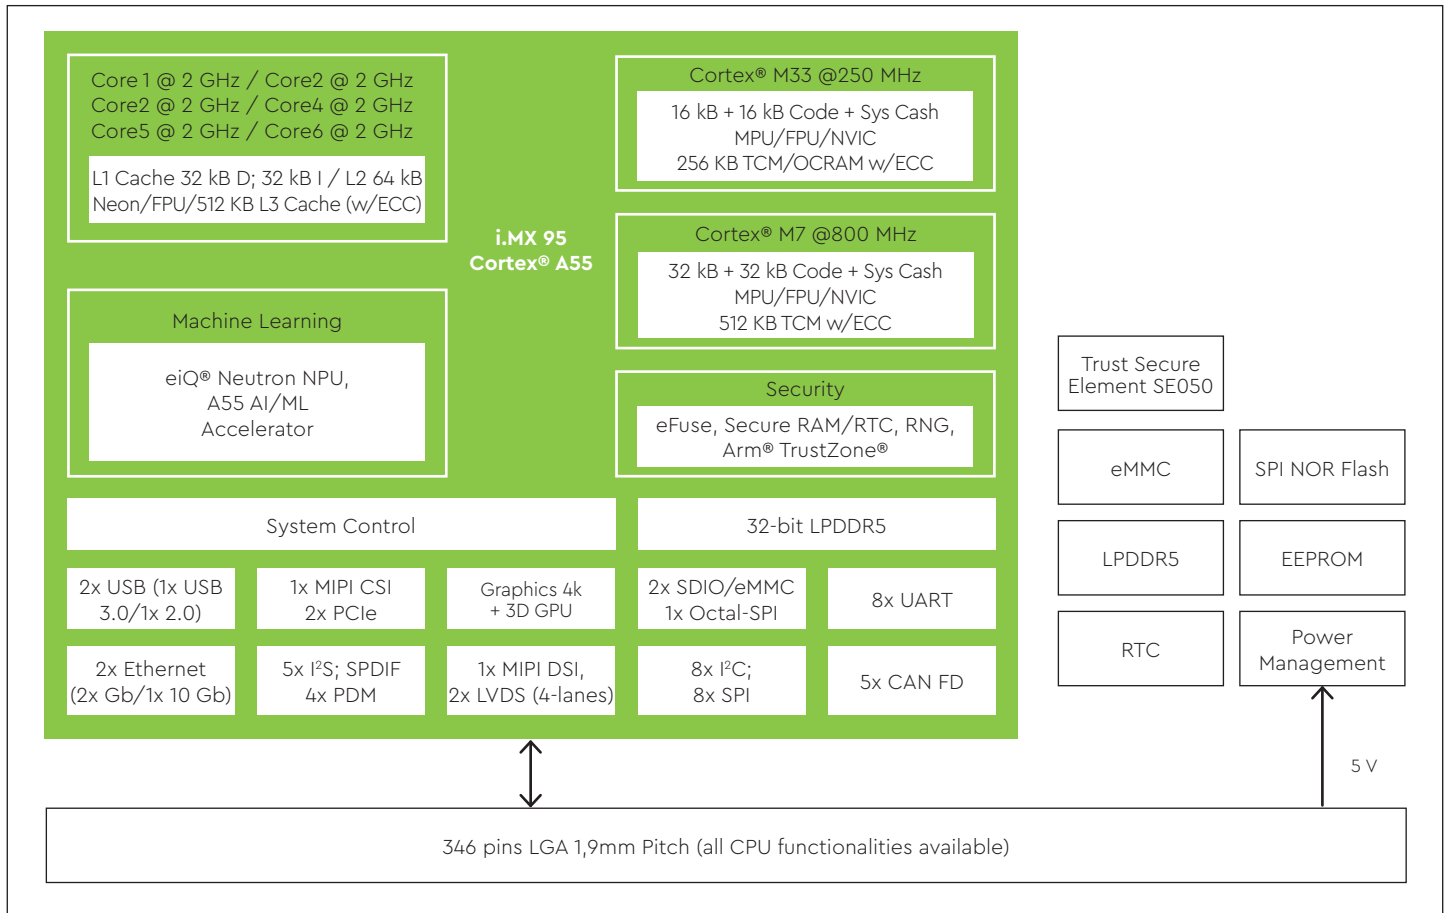 Core 1 @ 2 GHz / Core2 @ 2 GHz
Core2 @ 2 GHz / Core4 @ 2 GHz
Core5 @ 2 GHz / Core6 @ 2 GHz
L1 Cache 32 kB D; 32 kB I / L2 64 kB
Neon/FPU/512 KB L3 Cache (w/ECC)
i.MX 95
Cortex® A55
Cortex® M33 @250 MHz
16 kB + 16 kB Code + Sys Cash
MPU/FPU/NVIC
256 KB TCM/OCRAM w/ECC
Cortex® M7 @800 MHz
32 kB + 32 kB Code + Sys Cash
MPU/FPU/NVIC
512 KB TCM w/ECC
Machine Learning
eiQ® Neutron NPU,
A55 AI/ML
Accelerator
Security
eFuse, Secure RAM/RTC, RNG,
Arm® TrustZone®
System Control
32-bit LPDDR5
2x USB (1x USB
3.0/1x 2.0)
1x MIPI CSI
2x PCIe
Graphics 4k
+ 3D GPU
2x SDIO/eMMC
1x Octal-SPI
8x UART
2x Ethernet
(2x Gb/1x 10 Gb)
5x I²S; SPDIF
4x PDM
1x MIPI DSI,
2x LVDS (4-lanes)
8x I²C;
8x SPI
5x CAN FD
Trust Secure
Element SE050
eMMC
SPI NOR Flash
LPDDR5
EEPROM
RTC
Power
Management
5 V
346 pins LGA 1,9mm Pitch (all CPU functionalities available)